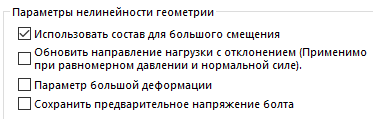 Параметры нелинейности геометрии
Использовать состав для большого смещения
Обновить направление нагрузки с отклонением (Применимо
при равномерном давлении и нормальной силе).
Параметр большой деформации
Сохранить предварительное напряжение болта